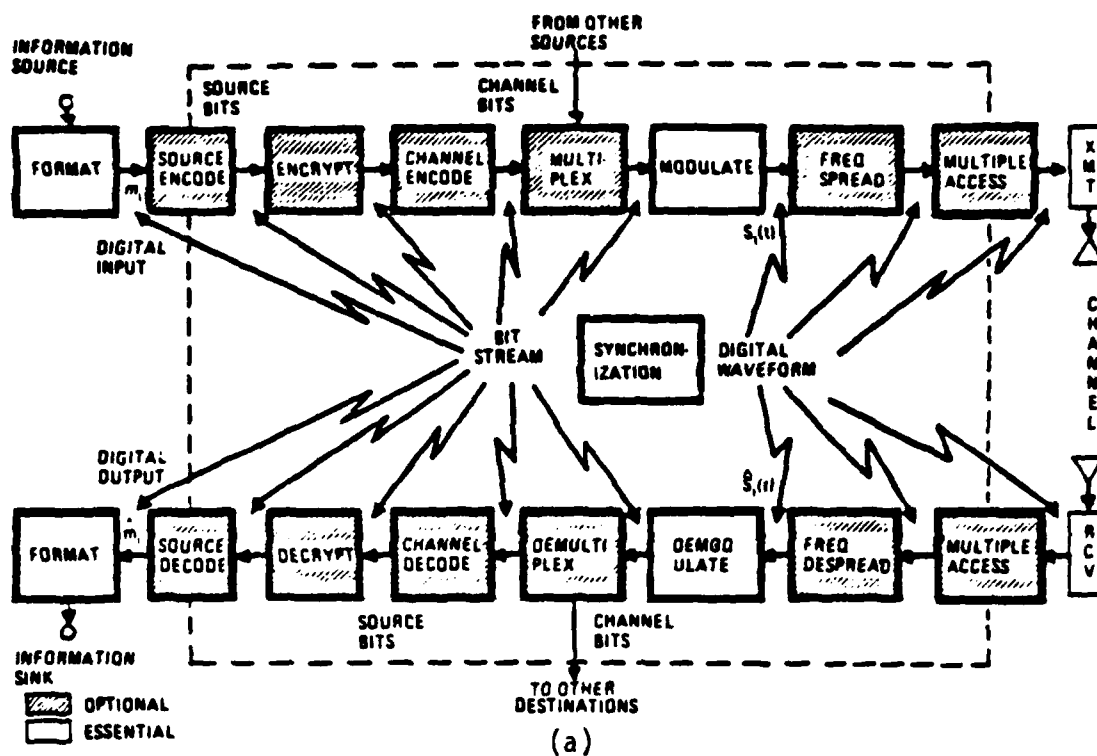 FROM OTHER
SOURCES
INFORMATION
SOURCE
SOURCE
BITS
CHANNEL
BITS
FORMAT
SOURCE
ENCODE
ENCRYPT
CHANNEL
ENCODE
MULTI
PLEX
MODULATE
FREQ
SPREAD
MULTIPLE
ACCESS
X
M
T
mᵢ
DIGITAL
INPUT
Sᵢ(t)
BIT
STREAM
SYNCHRON-
IZATION
DIGITAL
WAVEFORM
C
H
A
N
N
E
L
DIGITAL
OUTPUT
Ŝᵢ(t)
m̂ᵢ
FORMAT
SOURCE
DECODE
DECRYPT
CHANNEL
DECODE
DEMULTI
PLEX
DEMOD
ULATE
FREQ
DESPREAD
MULTIPLE
ACCESS
R
C
V
SOURCE
BITS
CHANNEL
BITS
INFORMATION
SINK
OPTIONAL
ESSENTIAL
TO OTHER
DESTINATIONS
(a)